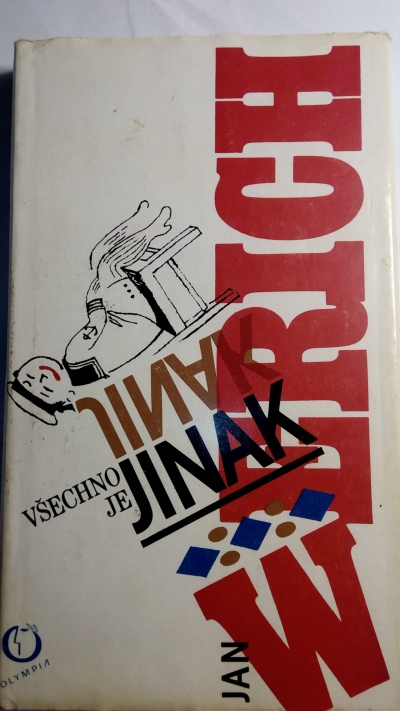 JAN
WERICH
VŠECHNO
JE
JINAK
JINAK
OLYMPIA